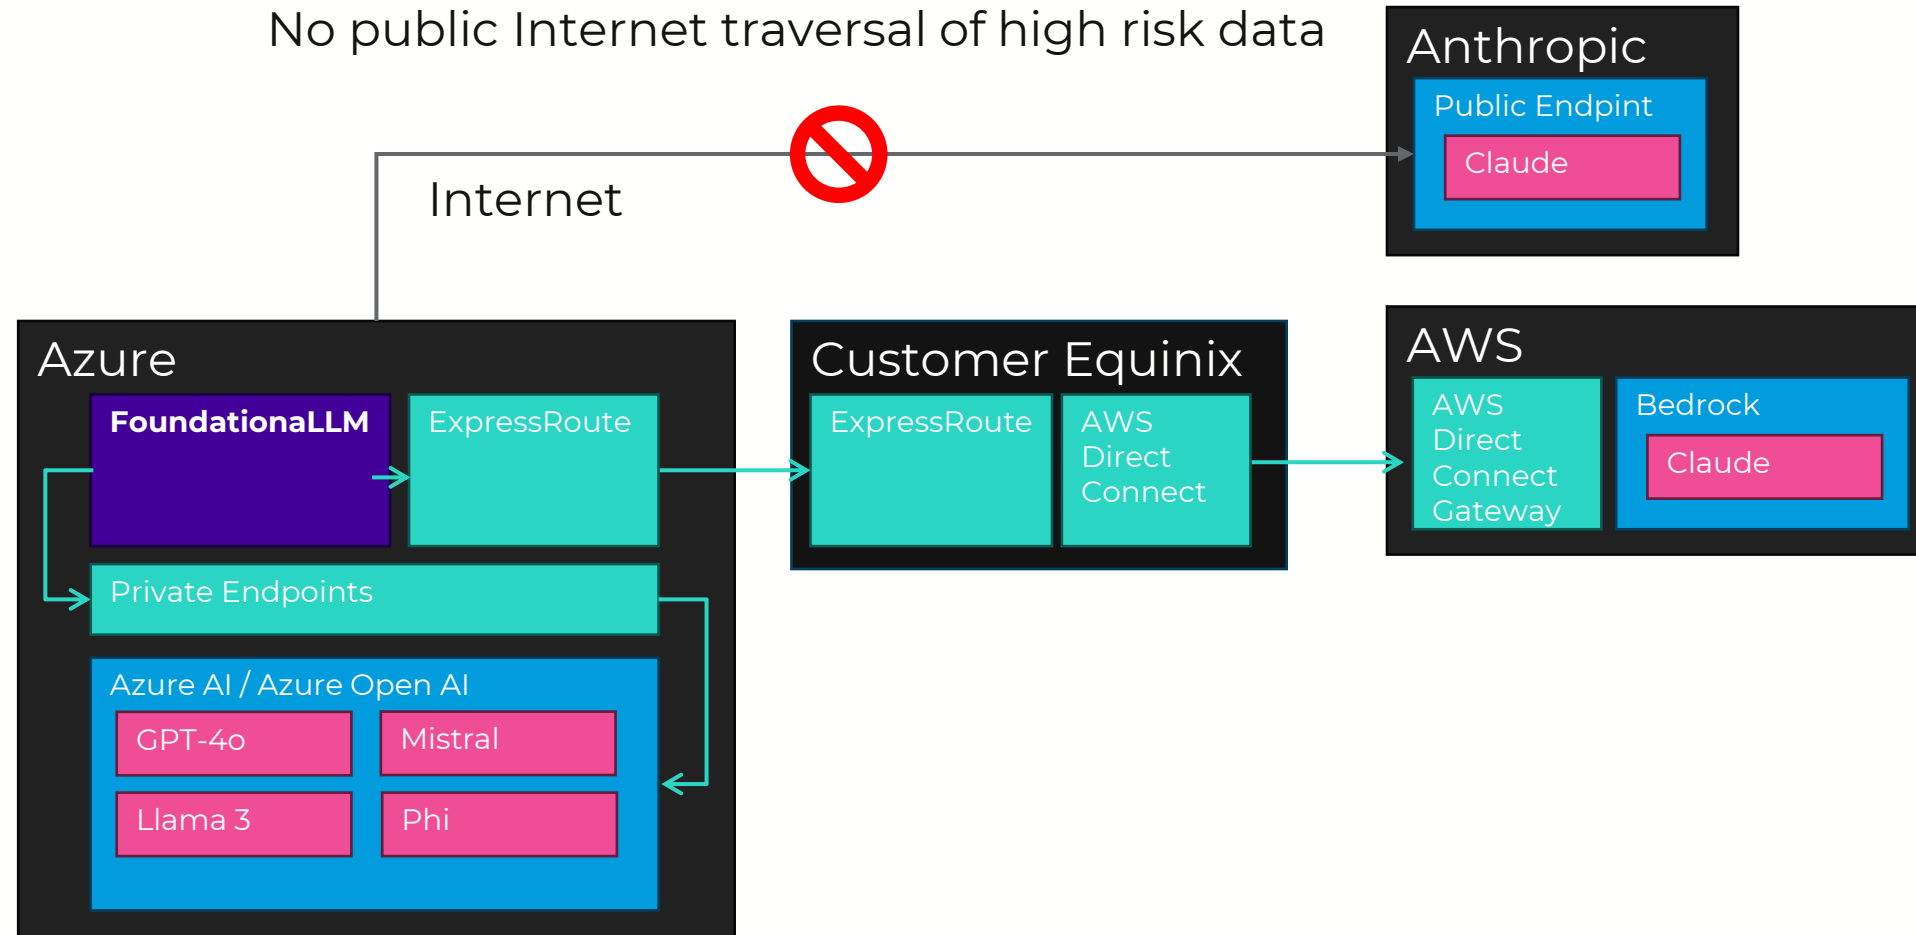 No public Internet traversal of high risk data
Anthropic
Public Endpint
Claude
Internet
Azure
FoundationaLLM
ExpressRoute
Private Endpoints
Azure AI / Azure Open AI
GPT-4o
Mistral
Llama 3
Phi
Customer Equinix
ExpressRoute
AWS
Direct
Connect
AWS
AWS
Direct
Connect
Gateway
Bedrock
Claude